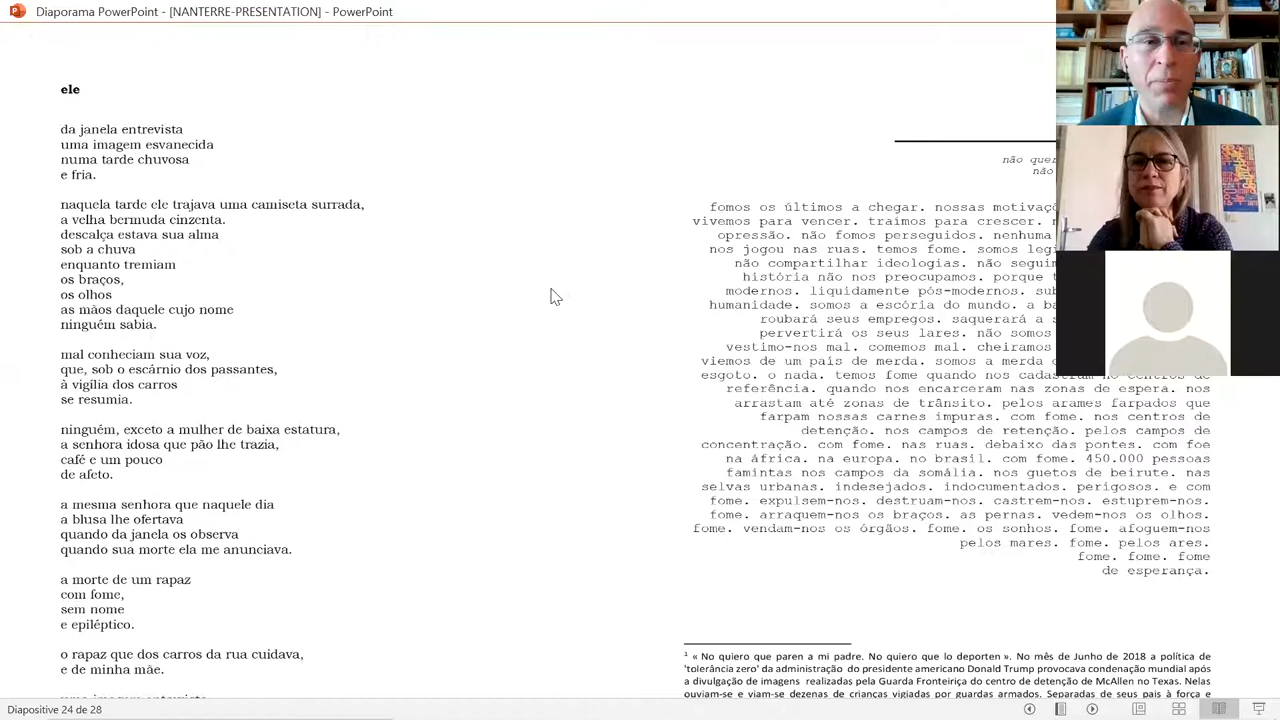 Diaporama PowerPoint - [NANTERRE-PRESENTATION] - PowerPoint
ele
da janela entrevista
uma imagem esvanecida
numa tarde chuvosa
e fria.
naquela tarde ele trajava uma camiseta surrada,
a velha bermuda cinzenta.
descalça estava sua alma
sob a chuva
enquanto tremiam
os braços,
os olhos
as mãos daquele cujo nome
ninguém sabia.
mal conheciam sua voz,
que, sob o escárnio dos passantes,
à vigília dos carros
se resumia.
ninguém, exceto a mulher de baixa estatura,
a senhora idosa que pão lhe trazia,
café e um pouco
de afeto.
a mesma senhora que naquele dia
a blusa lhe ofertava
quando da janela os observa
quando sua morte ela me anunciava.
a morte de um rapaz
com fome,
sem nome
e epiléptico.
o rapaz que dos carros da rua cuidava,
e de minha mãe.
uma imagem entrevista
não
não
fomos os últimos a chegar. nossas
vivemos para vencer. traímos para crescer.
opressão. não fomos perseguidos. nenhuma
nos jogou nas ruas. temos fome. somos
não compartilhar ideologias. não
história não nos preocupamos. porque
modernos. liquidamente pós-modernos.
humanidade. somos a escória do mundo. a
roubará seus empregos. saquerará a
pervertirá os seus lares. não somos
vestimo-nos mal. comemos mal. cheiramos
viemos de um país de merda. somos a merda
esgoto. o nada. temos fome quando nos cadastram no centros de
referência. quando nos encarceram nas zonas de espera. nos
arrastam até zonas de trânsito. pelos arames farpados que
farpam nossas carnes impuras. com fome. nos centros de
detenção. nos campos de retenção. pelos campos de
concentração. com fome. nas ruas. debaixo das pontes. com foe
na áfrica. na europa. no brasil. com fome. 450.000 pessoas
famintas nos campos da somália. nos guetos de beirute. nas
selvas urbanas. indesejados. indocumentados. perigosos. e com
fome. expulsem-nos. destruam-nos. castrem-nos. estuprem-nos.
fome. arraquem-nos os braços. as pernas. vedem-nos os olhos.
fome. vendam-nos os órgãos. fome. os sonhos. fome. afoguem-nos
pelos mares. fome. pelos ares.
fome. fome. fome
de esperança.
¹ « No quiero que paren a mi padre. No quiero que lo deporten ». No mês de Junho de 2018 a política de
'tolerância zero' da administração do presidente americano Donald Trump provocava condenação mundial após
a divulgação de imagens realizadas pela Guarda Fronteiriça do centro de detenção de McAllen no Texas. Nelas
ouviam-se e viam-se dezenas de crianças vigiadas por guardas armados. Separadas de seus pais à força e
Diapositive 24 de 28